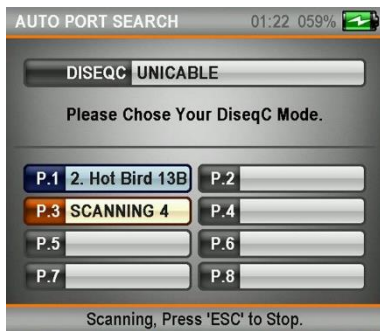 AUTO PORT SEARCH 01:22 059%
DISEQC UNICABLE
Please Chose Your DiseqC Mode.
P.1 2. Hot Bird 13B P.2
P.3 SCANNING 4 P.4
P.5 P.6
P.7 P.8
Scanning, Press 'ESC' to Stop.